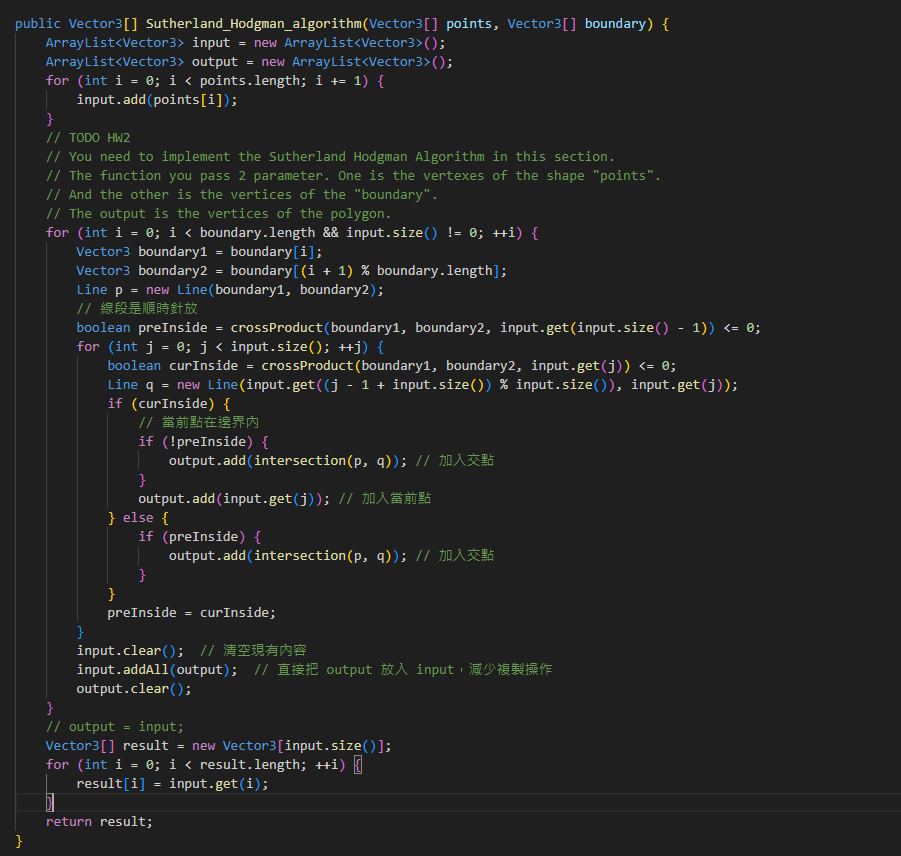 public Vector3[] Sutherland_Hodgman_algorithm(Vector3[] points, Vector3[] boundary) {
    ArrayList<Vector3> input = new ArrayList<Vector3>();
    ArrayList<Vector3> output = new ArrayList<Vector3>();
    for (int i = 0; i < points.length; i += 1) {
        input.add(points[i]);
    }
    // TODO HW2
    // You need to implement the Sutherland Hodgman Algorithm in this section.
    // The function you pass 2 parameter. One is the vertexes of the shape "points".
    // And the other is the vertices of the "boundary".
    // The output is the vertices of the polygon.
    for (int i = 0; i < boundary.length && input.size() != 0; ++i) {
        Vector3 boundary1 = boundary[i];
        Vector3 boundary2 = boundary[(i + 1) % boundary.length];
        Line p = new Line(boundary1, boundary2);
        // 線段是順時針放
        boolean preInside = crossProduct(boundary1, boundary2, input.get(input.size() - 1)) <= 0;
        for (int j = 0; j < input.size(); ++j) {
            boolean curInside = crossProduct(boundary1, boundary2, input.get(j)) <= 0;
            Line q = new Line(input.get((j - 1 + input.size()) % input.size()), input.get(j));
            if (curInside) {
                // 當前點在邊界內
                if (!preInside) {
                    output.add(intersection(p, q)); // 加入交點
                }
                output.add(input.get(j)); // 加入當前點
            } else {
                if (preInside) {
                    output.add(intersection(p, q)); // 加入交點
                }
            }
            preInside = curInside;
        }
        input.clear();  // 清空現有內容
        input.addAll(output);  // 直接把 output 放入 input，減少複製操作
        output.clear();
    }
    // output = input;
    Vector3[] result = new Vector3[input.size()];
    for (int i = 0; i < result.length; ++i) {
        result[i] = input.get(i);
    }
    return result;
}